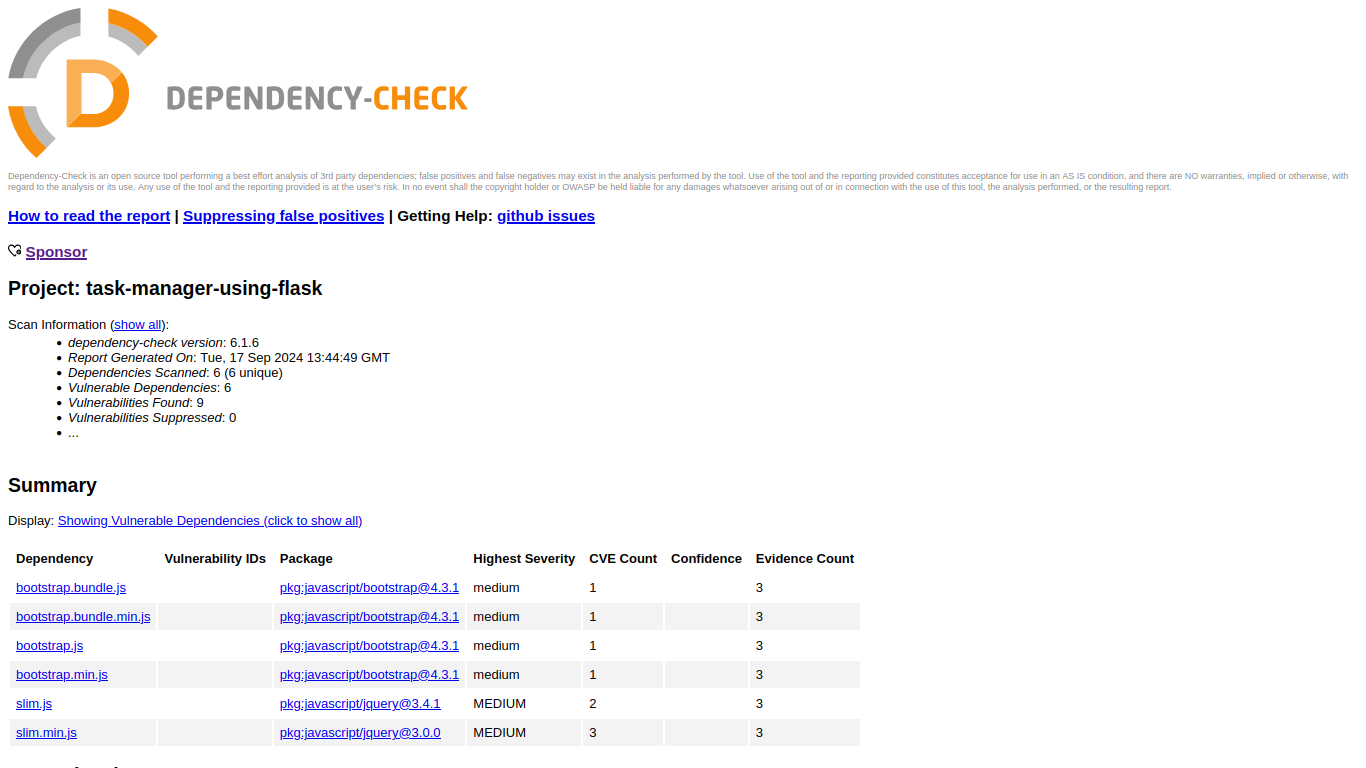 DEPENDENCY-CHECK
Dependency-Check is an open source tool performing a best effort analysis of 3rd party dependencies; false positives and false negatives may exist in the analysis performed by the tool. Use of the tool and the reporting provided constitutes acceptance for use in an AS IS condition, and there are NO warranties, implied or otherwise, with
regard to the analysis or its use. Any use of the tool and the reporting provided is at the user's risk. In no event shall the copyright holder or OWASP be held liable for any damages whatsoever arising out of or in connection with the use of this tool, the analysis performed, or the resulting report.
How to read the report | Suppressing false positives | Getting Help: github issues
Sponsor
Project: task-manager-using-flask
Scan Information (show all):
• dependency-check version: 6.1.6
• Report Generated On: Tue, 17 Sep 2024 13:44:49 GMT
• Dependencies Scanned: 6 (6 unique)
• Vulnerable Dependencies: 6
• Vulnerabilities Found: 9
• Vulnerabilities Suppressed: 0
• ...
Summary
Display: Showing Vulnerable Dependencies (click to show all)
Dependency Vulnerability IDs Package Highest Severity CVE Count Confidence Evidence Count
bootstrap.bundle.js pkg:javascript/bootstrap@4.3.1 medium 1 3
bootstrap.bundle.min.js pkg:javascript/bootstrap@4.3.1 medium 1 3
bootstrap.js pkg:javascript/bootstrap@4.3.1 medium 1 3
bootstrap.min.js pkg:javascript/bootstrap@4.3.1 medium 1 3
slim.js pkg:javascript/jquery@3.4.1 MEDIUM 2 3
slim.min.js pkg:javascript/jquery@3.0.0 MEDIUM 3 3